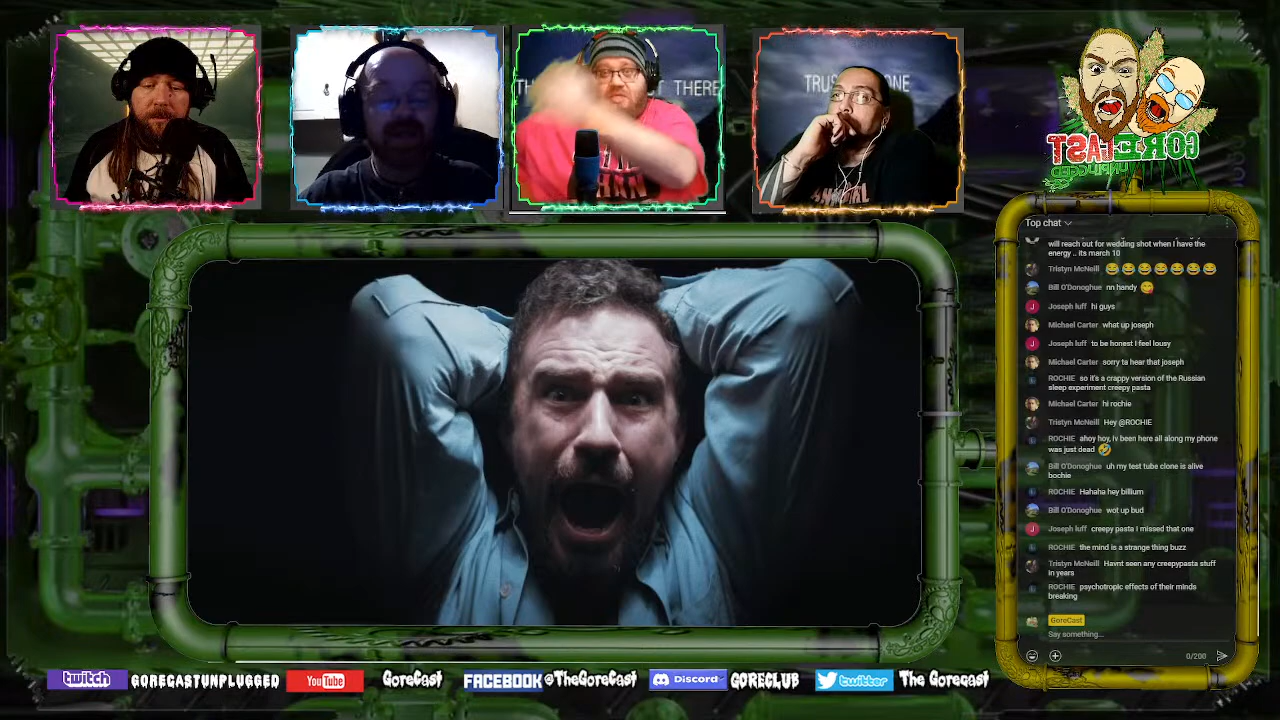 TH
T THERE
TRUS
ONE
GORECAST
UNPLUGGED
Top chat
will reach out for wedding shot when I have the
energy .. its march 10
Tristyn McNeill 😂😂😂😂😂😂😂
Bill O'Donoghue nn handy 😋
Joseph luff hi guys
Michael Carter what up joseph
Joseph luff to be honest I feel lousy
Michael Carter sorry ta hear that joseph
ROCHIE so it's a crappy version of the Russian
sleep experiment creepy pasta
Michael Carter hi rochie
Tristyn McNeill Hey @ROCHIE
ROCHIE ahoy hoy, iv been here all along my phone
was just dead 🤣
Bill O'Donoghue uh my test tube clone is alive
bochie
ROCHIE Hahaha hey billium
Bill O'Donoghue wot up bud
Joseph luff creepy pasta I missed that one
ROCHIE the mind is a strange thing buzz
Tristyn McNeill Havnt seen any creepypasta stuff
in years
ROCHIE psychotropic effects of their minds
breaking
GoreCast
Say something...
0/200
twitch GORECASTUNPLUGGED YouTube GoreCast FACEBOOK @TheGoreCast Discord GORECLUB twitter The Gorecast